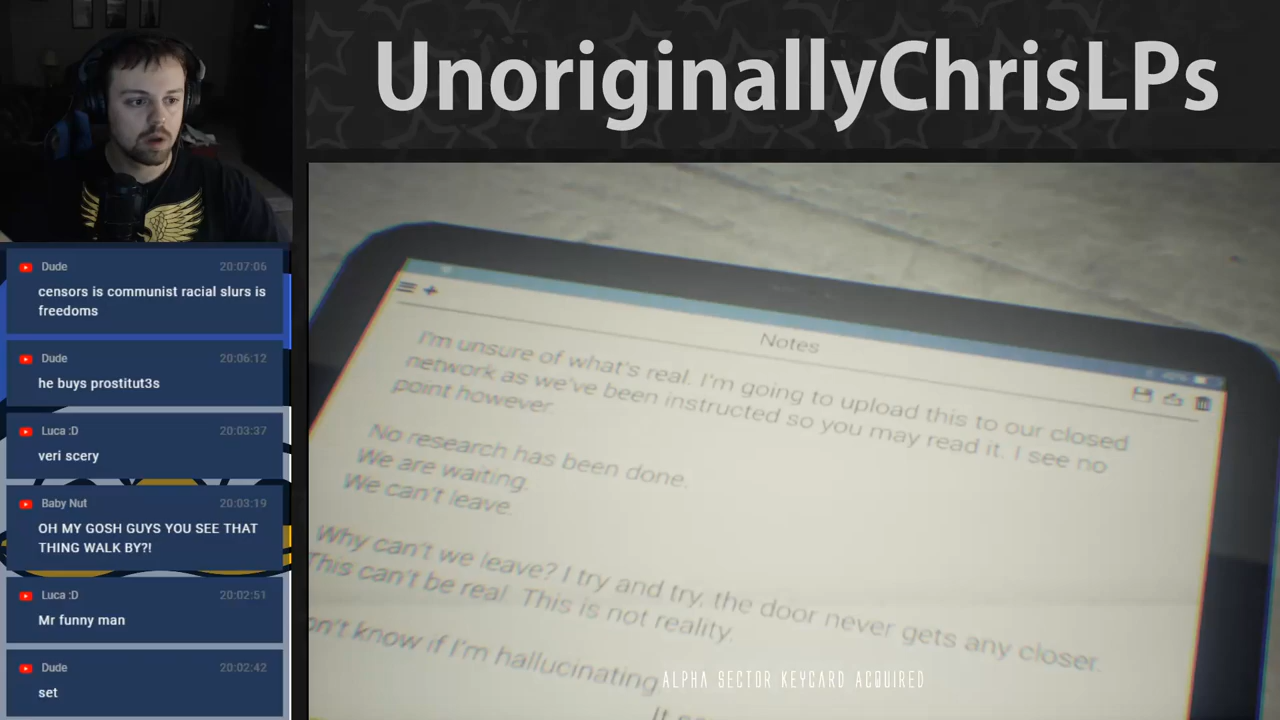 UnoriginallyChrisLPs
Dude 20:07:06
censors is communist racial slurs is
freedoms
Dude 20:06:12
he buys prostitut3s
Luca :D 20:03:37
veri scery
Baby Nut 20:03:19
OH MY GOSH GUYS YOU SEE THAT
THING WALK BY?!
Luca :D 20:02:51
Mr funny man
Dude 20:02:42
set
Notes
I'm unsure of what's real. I'm going to upload this to our closed
network as we've been instructed so you may read it. I see no
point however.
No research has been done.
We are waiting.
We can't leave.
Why can't we leave? I try and try, the door never gets any closer.
This can't be real. This is not reality.
on't know if I'm hallucinating
ALPHA SECTOR KEYCARD ACQUIRED